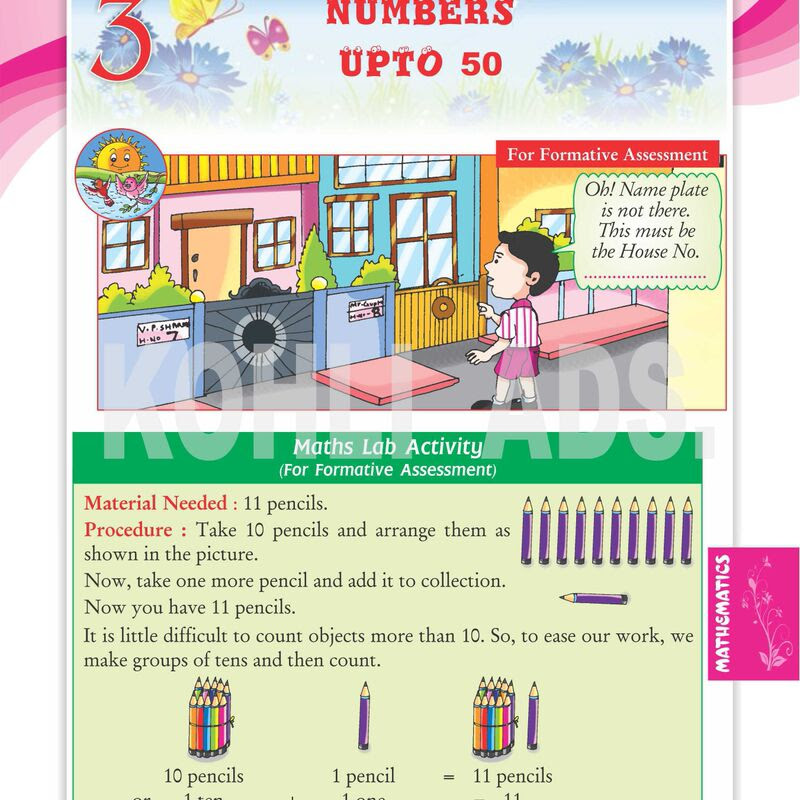 3
NUMBERS
UPTO 50
For Formative Assessment
Oh! Name plate
is not there.
This must be
the House No.
........................
V. P. SHARMA
H.No 7
Mr. Gupta
H.No 8
KOHLI ADS.
Maths Lab Activity
(For Formative Assessment)
Material Needed : 11 pencils.
Procedure : Take 10 pencils and arrange them as
shown in the picture.
Now, take one more pencil and add it to collection.
Now you have 11 pencils.
It is little difficult to count objects more than 10. So, to ease our work, we
make groups of tens and then count.
10 pencils 1 pencil = 11 pencils
or 1 ten + 1 one = 11
MATHEMATICS